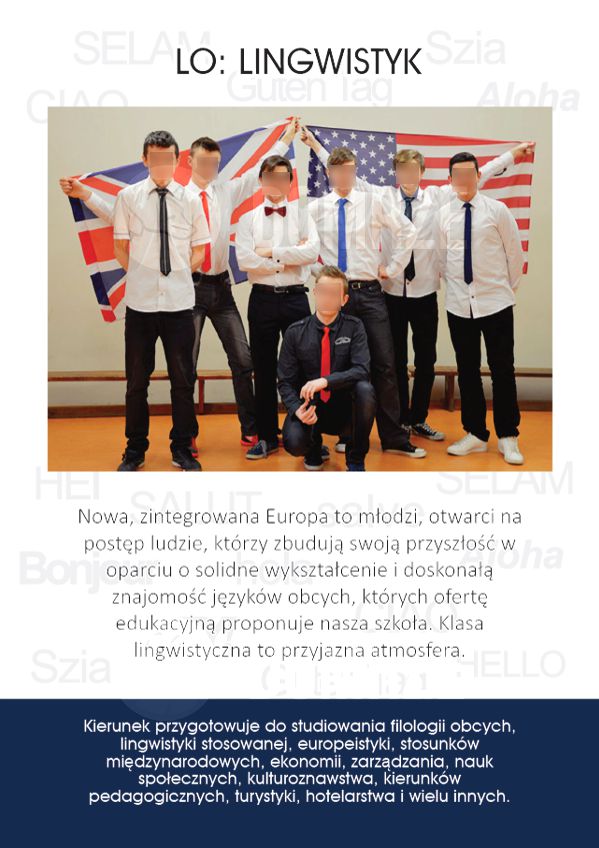 SELAM
Szia
LO: LINGWISTYK
Guten Tag
CIAO
Aloha
HEI
SELAM
SALUT
salve
Nowa, zintegrowana Europa to młodzi, otwarci na
postęp ludzie, którzy zbudują swoją przyszłość w
Bonjour
Aloha
oparciu o solidne wykształcenie i doskonałą
znajomość języków obcych, których ofertę
CIAO
edukacyjną proponuje nasza szkoła. Klasa
lingwistyczna to przyjazna atmosfera.
Szia
HELLO
Kierunek przygotowuje do studiowania filologii obcych,
lingwistyki stosowanej, europeistyki, stosunków
międzynarodowych, ekonomii, zarządzania, nauk
społecznych, kulturoznawstwa, kierunków
pedagogicznych, turystyki, hotelarstwa i wielu innych.